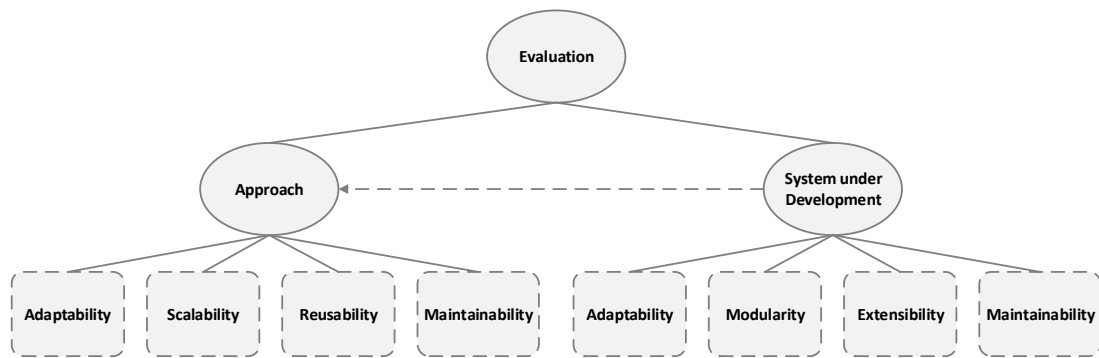 Evaluation
Approach
System under
Development
Adaptability
Scalability
Reusability
Maintainability
Adaptability
Modularity
Extensibility
Maintainability